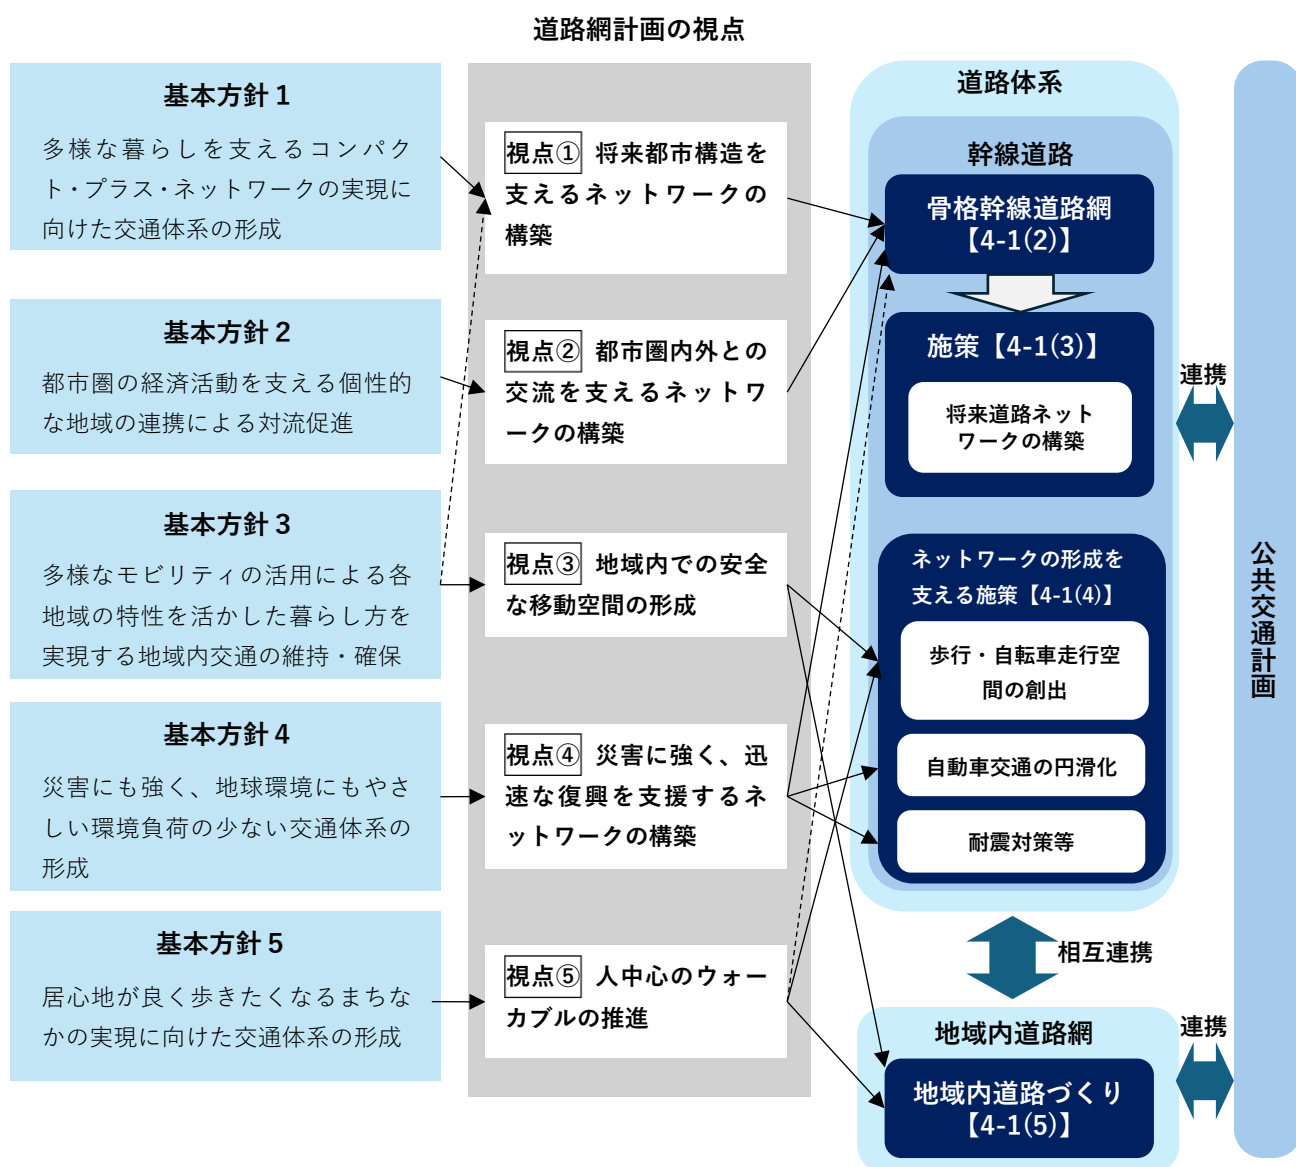 道路網計画の視点
基本方針１
多様な暮らしを支えるコンパク
ト・プラス・ネットワークの実現に
向けた交通体系の形成
基本方針２
都市圏の経済活動を支える個性的
な地域の連携による対流促進
基本方針３
多様なモビリティの活用による各
地域の特性を活かした暮らし方を
実現する地域内交通の維持・確保
基本方針４
災害にも強く、地球環境にもやさ
しい環境負荷の少ない交通体系の
形成
基本方針５
居心地が良く歩きたくなるまちな
かの実現に向けた交通体系の形成
視点① 将来都市構造を
支えるネットワークの
構築
視点② 都市圏内外との
交流を支えるネットワ
ークの構築
視点③ 地域内での安全
な移動空間の形成
視点④ 災害に強く、迅
速な復興を支援するネ
ットワークの構築
視点⑤ 人中心のウォー
カブルの推進
道路体系
幹線道路
骨格幹線道路網
【4-1(2)】
施策【4-1(3)】
将来道路ネット
ワークの構築
ネットワークの形成を
支える施策【4-1(4)】
歩行・自転車走行空
間の創出
自動車交通の円滑化
耐震対策等
相互連携
地域内道路網
地域内道路づくり
【4-1(5)】
連携
連携
公共交通計画